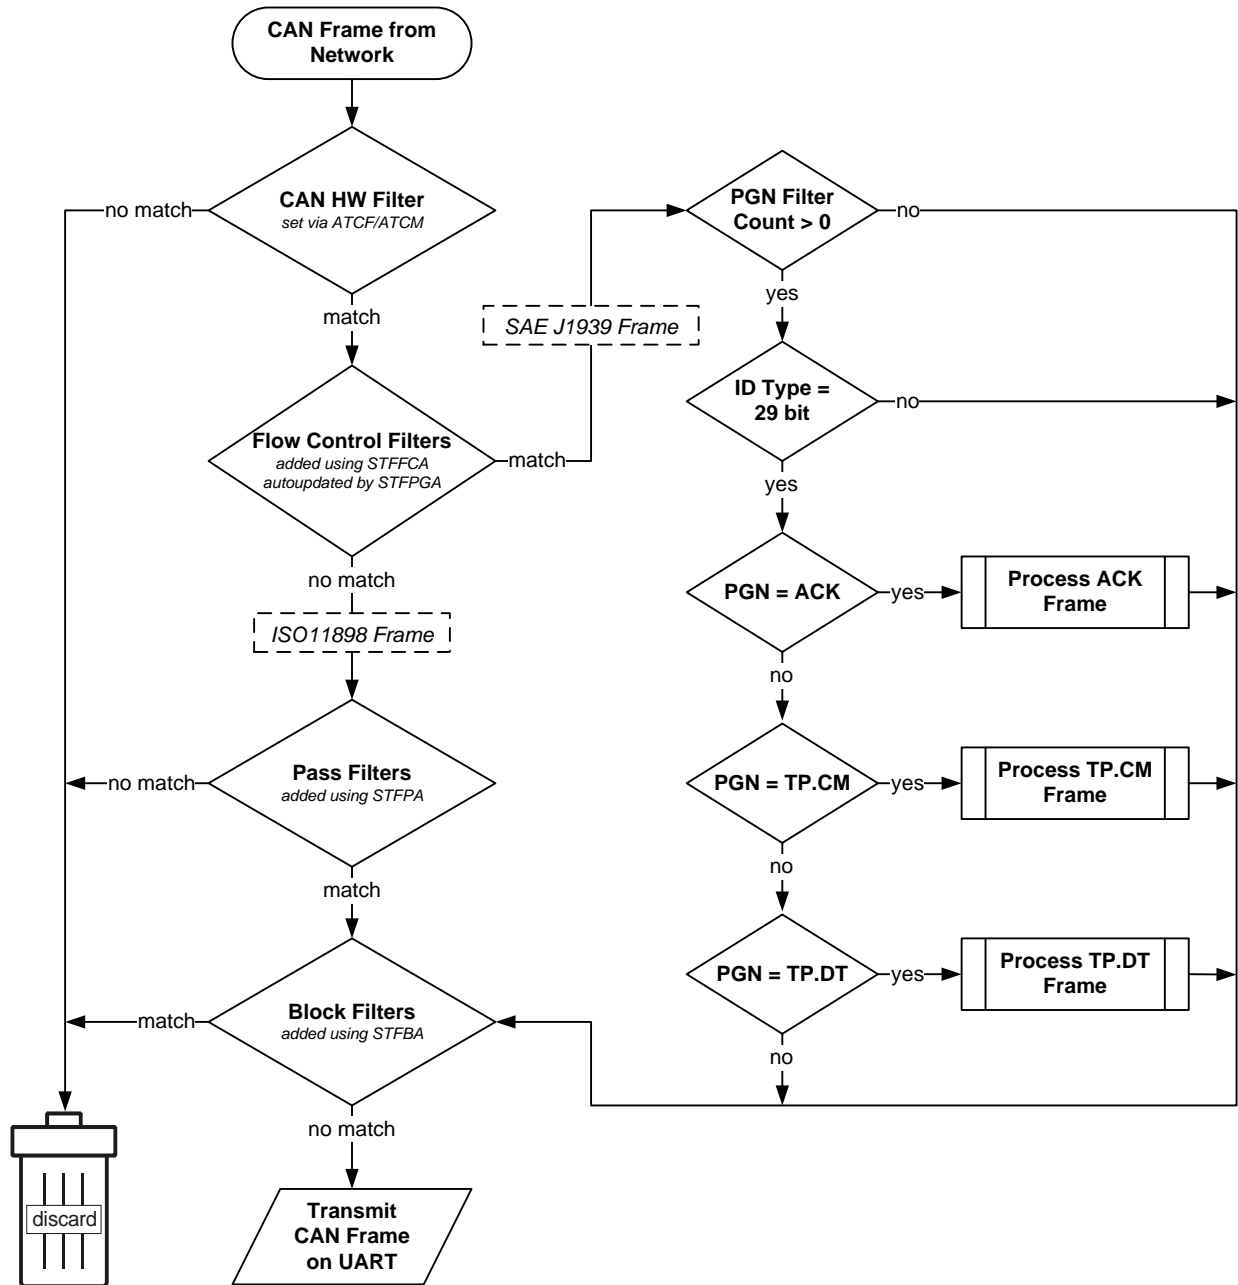 CAN Frame from
Network
CAN HW Filter
set via ATCF/ATCM
no match
match
Flow Control Filters
added using STFFCA
autoupdated by STFPGA
match
no match
ISO11898 Frame
Pass Filters
added using STFPA
no match
match
Block Filters
added using STFBA
match
no match
Transmit
CAN Frame
on UART
discard
SAE J1939 Frame
PGN Filter
Count > 0
no
yes
ID Type =
29 bit
no
yes
PGN = ACK
yes
Process ACK
Frame
no
PGN = TP.CM
yes
Process TP.CM
Frame
no
PGN = TP.DT
yes
Process TP.DT
Frame
no